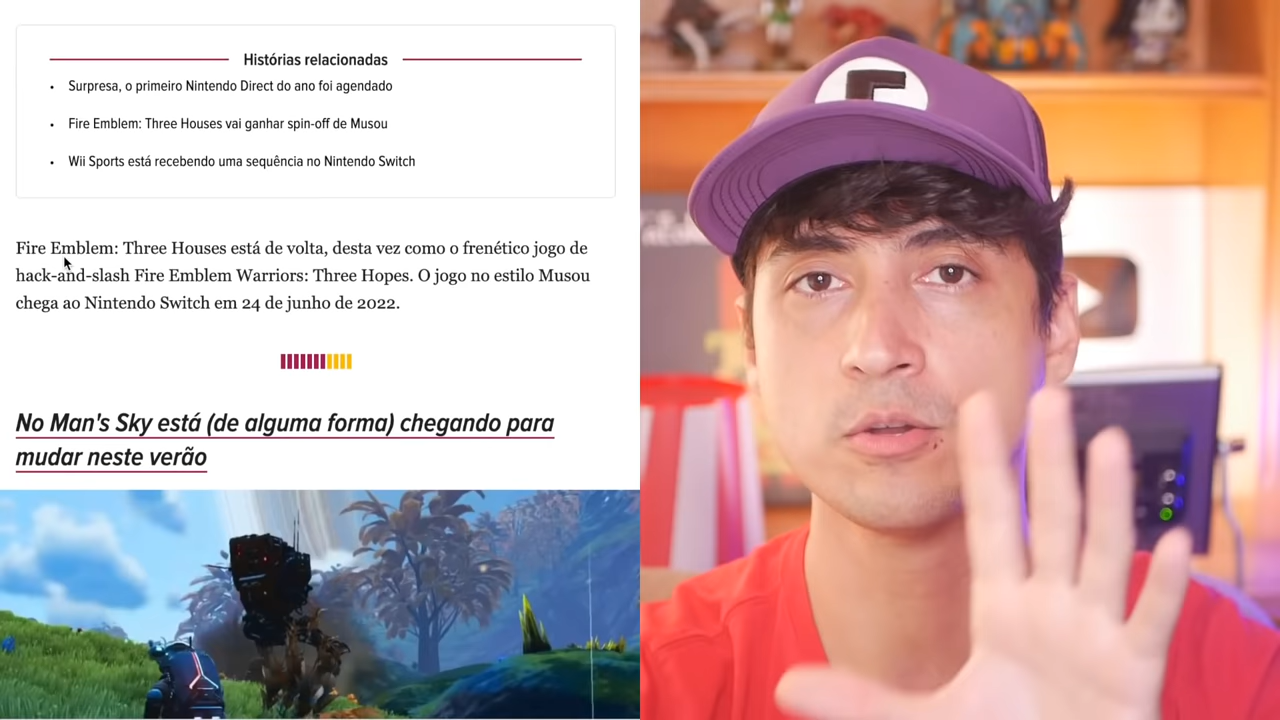 Histórias relacionadas
• Surpresa, o primeiro Nintendo Direct do ano foi agendado
• Fire Emblem: Three Houses vai ganhar spin-off de Musou
• Wii Sports está recebendo uma sequência no Nintendo Switch
Fire Emblem: Three Houses está de volta, desta vez como o frenético jogo de
hack-and-slash Fire Emblem Warriors: Three Hopes. O jogo no estilo Musou
chega ao Nintendo Switch em 24 de junho de 2022.
No Man's Sky está (de alguma forma) chegando para
mudar neste verão